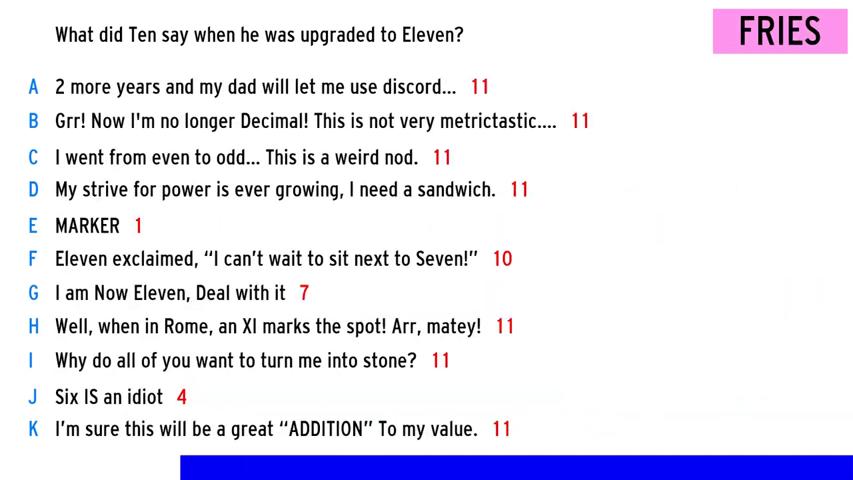 What did Ten say when he was upgraded to Eleven?
FRIES
A 2 more years and my dad will let me use discord... 11
B Grr! Now I'm no longer Decimal! This is not very metrictastic.... 11
C I went from even to odd... This is a weird nod. 11
D My strive for power is ever growing, I need a sandwich. 11
E MARKER 1
F Eleven exclaimed, “I can’t wait to sit next to Seven!” 10
G I am Now Eleven, Deal with it 7
H Well, when in Rome, an XI marks the spot! Arr, matey! 11
I Why do all of you want to turn me into stone? 11
J Six IS an idiot 4
K I’m sure this will be a great “ADDITION” To my value. 11